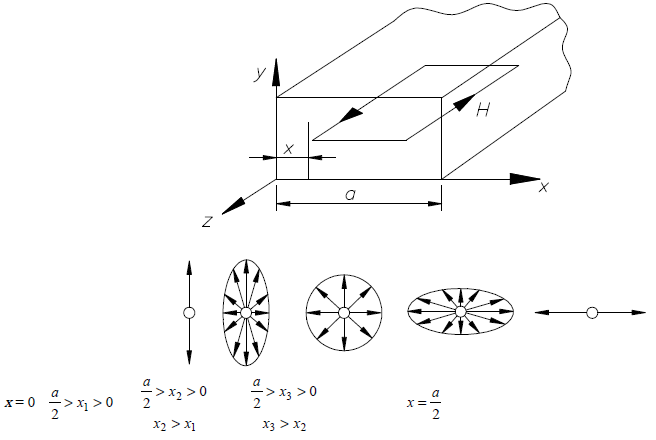 y
H
x
x
a
z
x = 0
a/2 > x₁ > 0
a/2 > x₂ > 0
x₂ > x₁
a/2 > x₃ > 0
x₃ > x₂
x = a/2